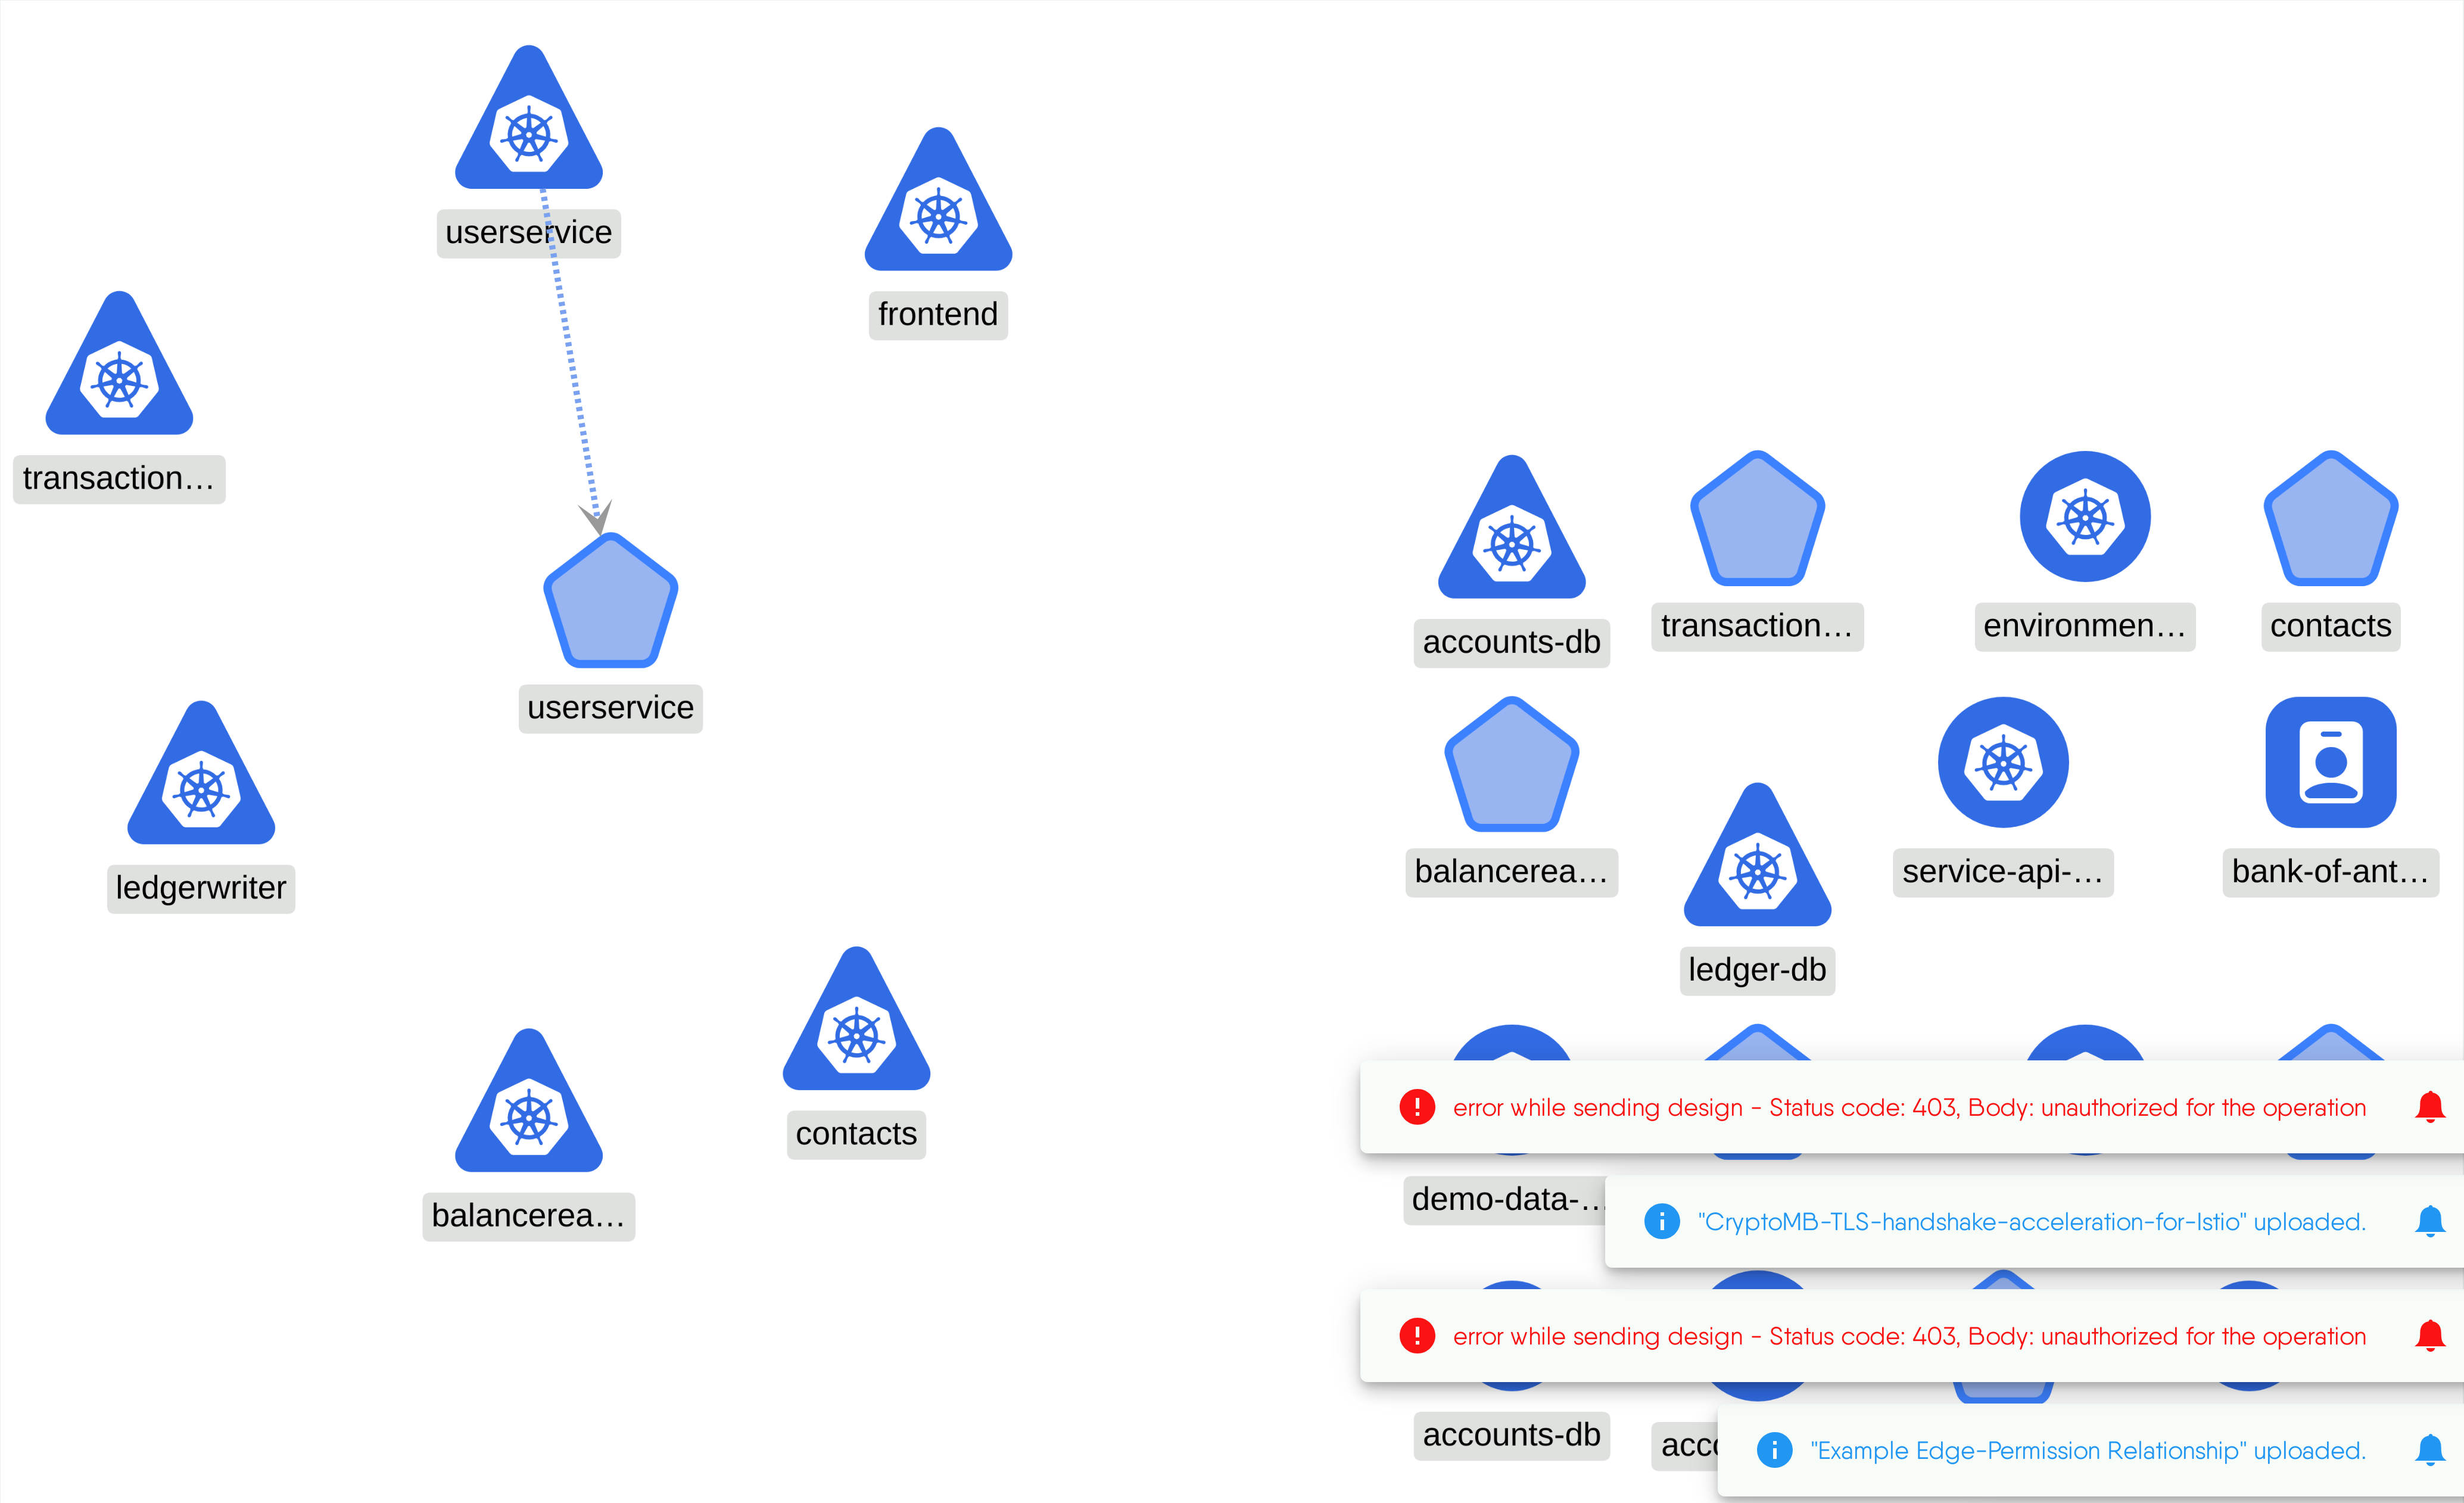 userservice
frontend
transaction…
accounts-db
transaction…
environmen…
contacts
userservice
balancerea…
service-api-…
bank-of-ant…
ledgerwriter
ledger-db
contacts
balancerea…
error while sending design - Status code: 403, Body: unauthorized for the operation
demo-data-…
"CryptoMB-TLS-handshake-acceleration-for-Istio" uploaded.
error while sending design - Status code: 403, Body: unauthorized for the operation
accounts-db
"Example Edge-Permission Relationship" uploaded.